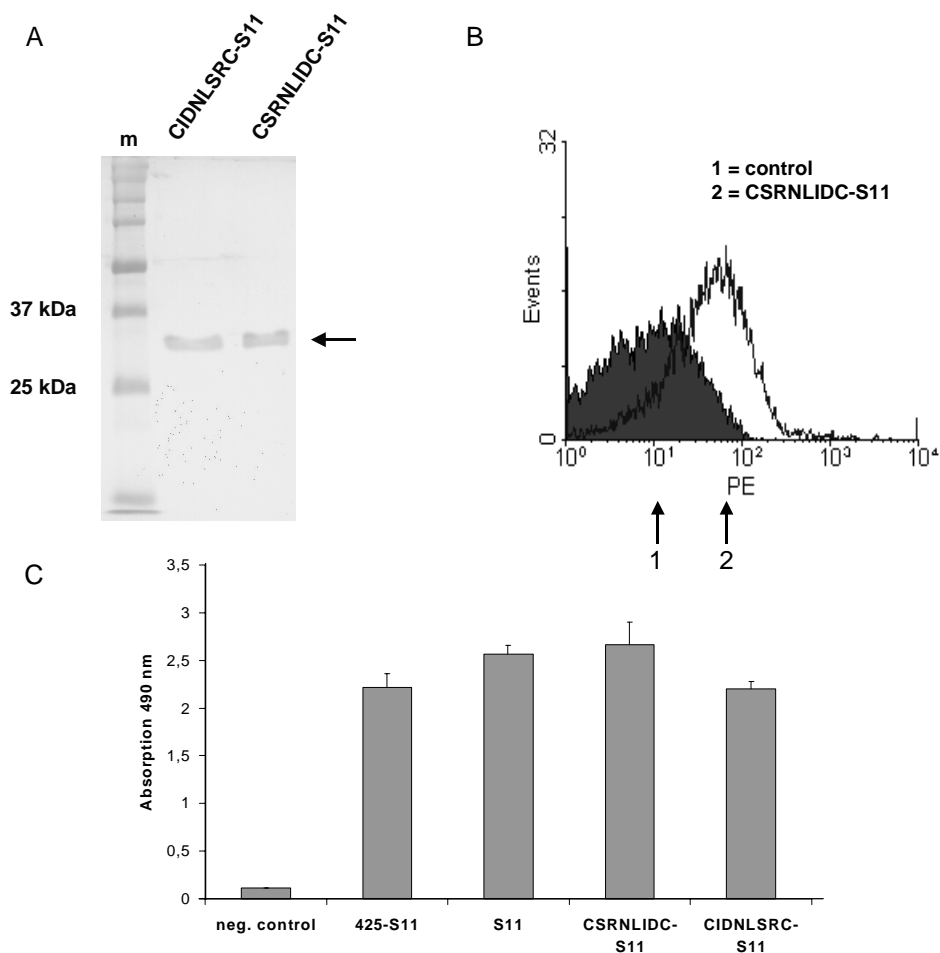 A
CIDNLSRC-S11
CSRNLIDC-S11
m
37 kDa
25 kDa
B
32
1 = control
2 = CSRNLIDC-S11
Events
0
10^0 10^1 10^2 10^3 10^4
PE
1 2
C
3,5
3
2,5
2
1,5
1
0,5
0
Absorption 490 nm
neg. control 425-S11 S11 CSRNLIDC- CIDNLSRC-
S11 S11